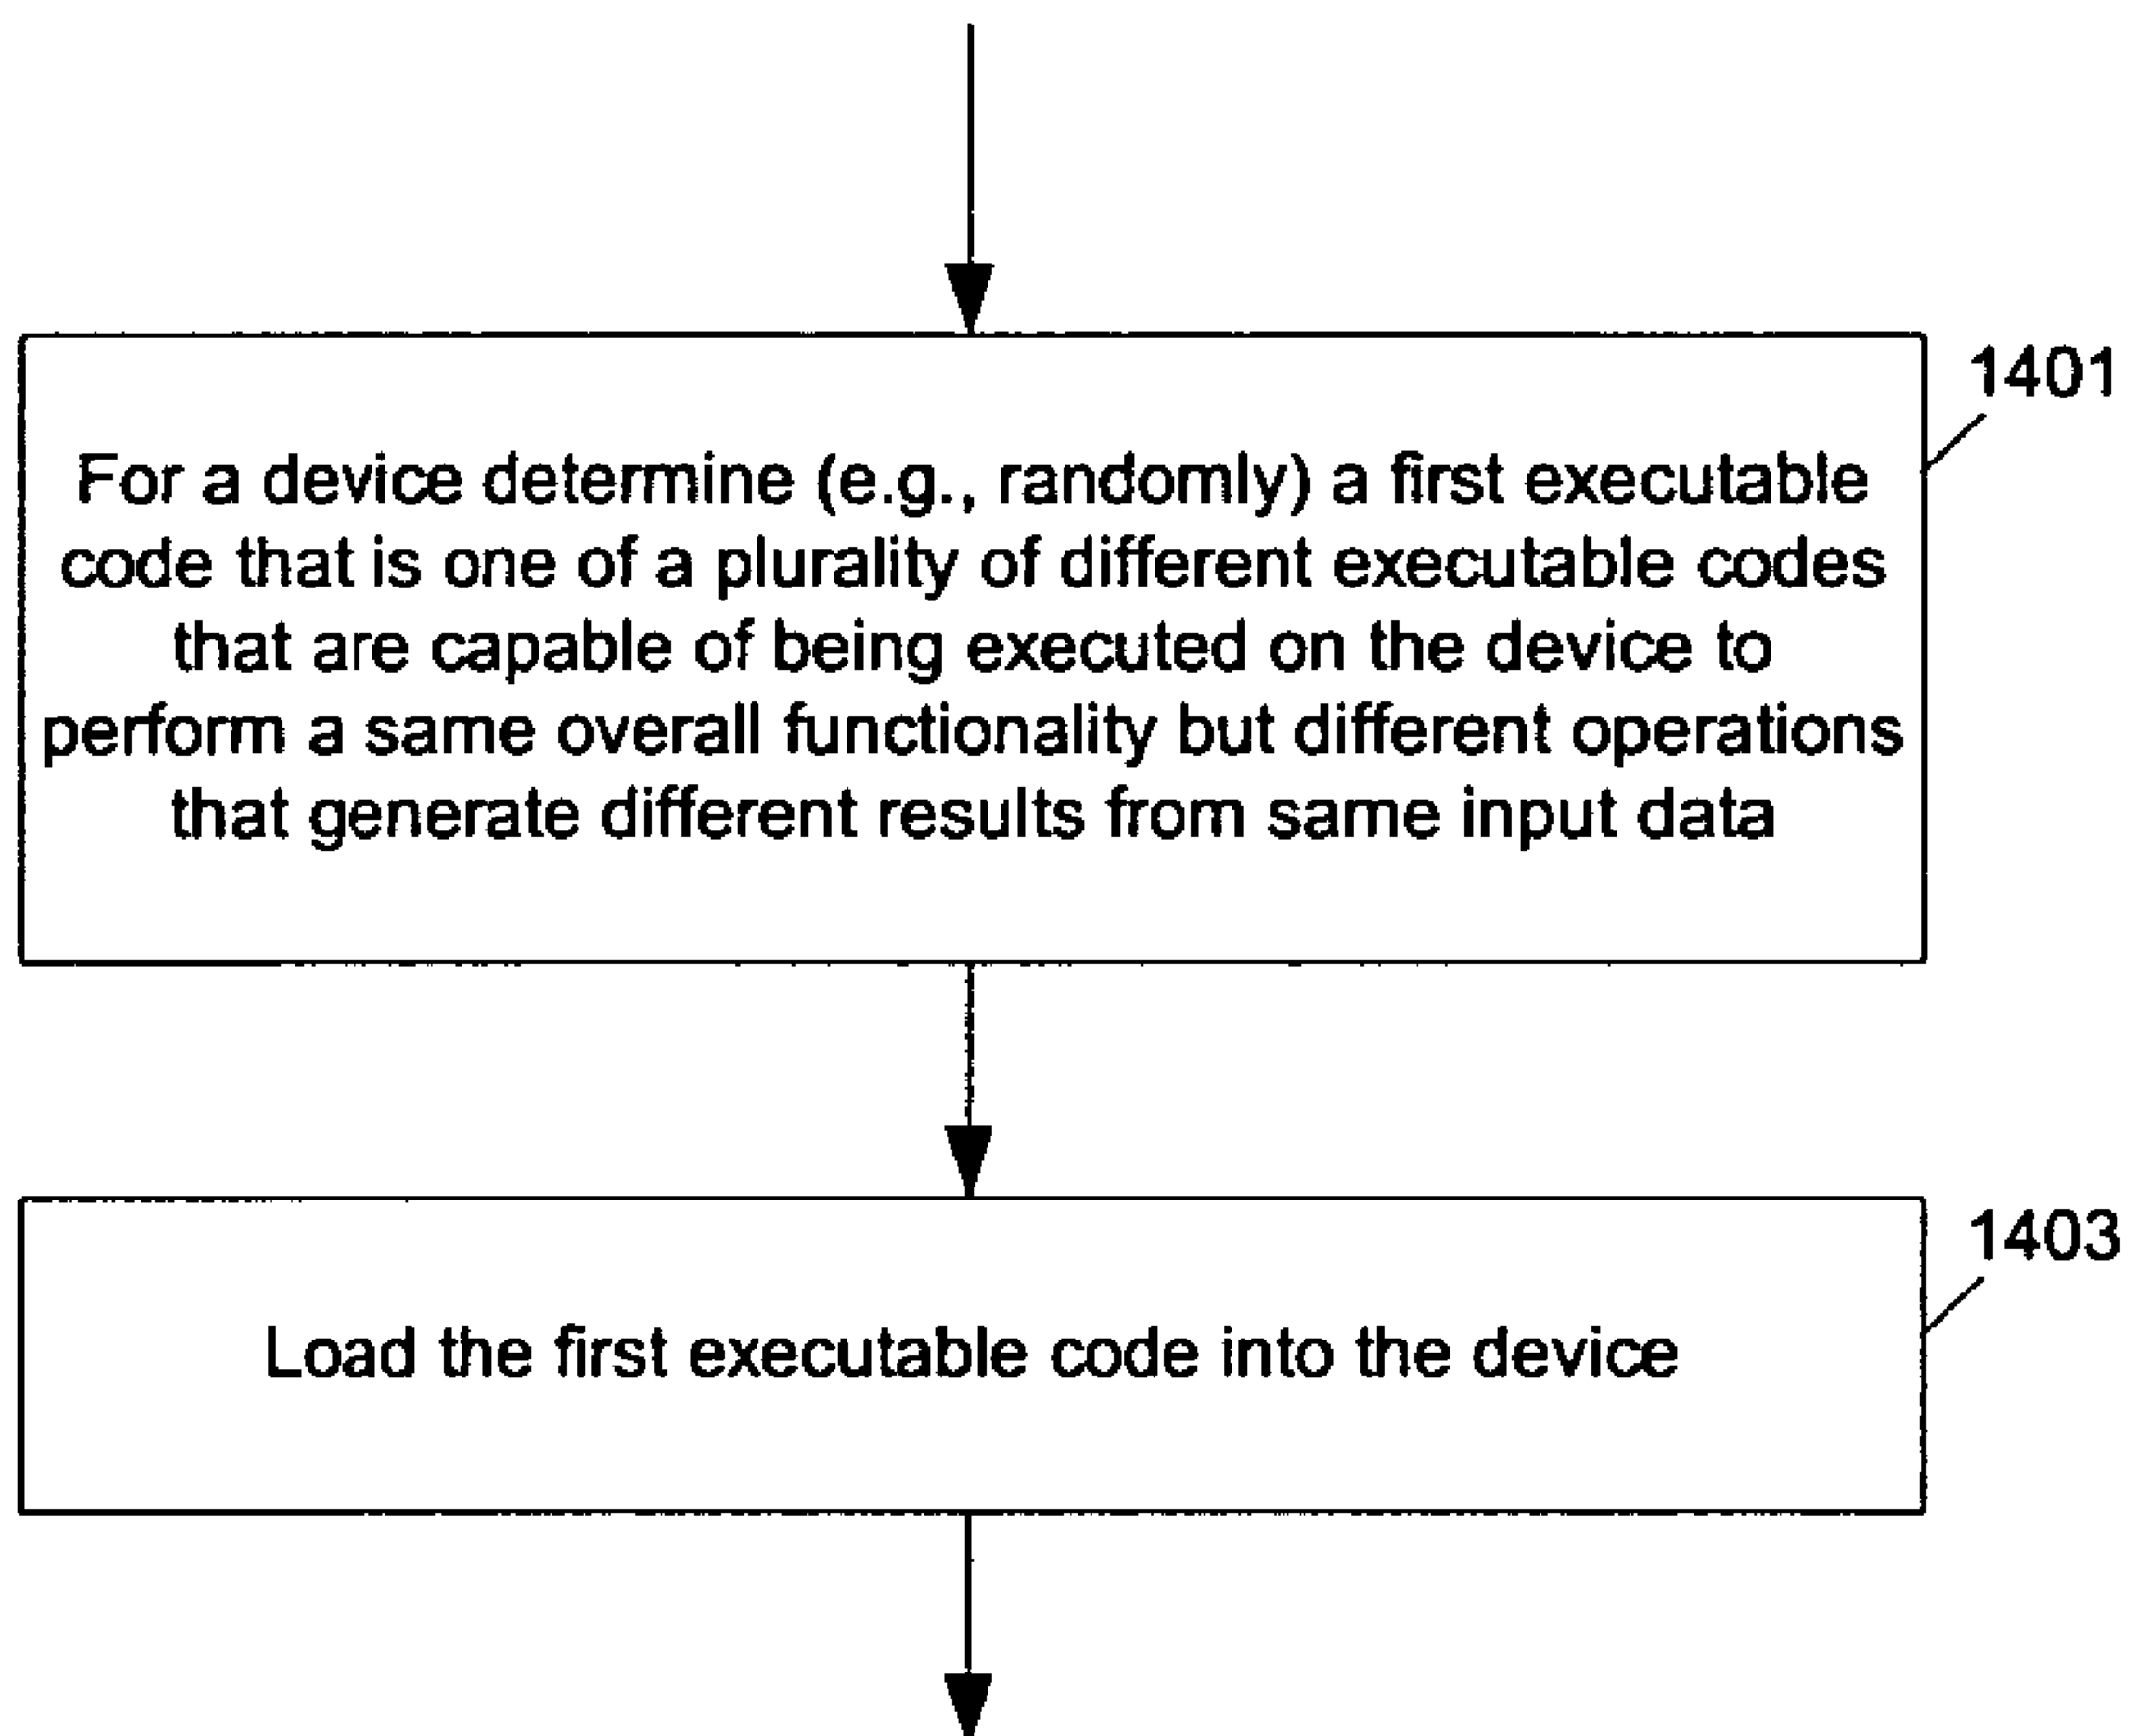 1401
For a device determine (e.g., randomly) a first executable
code that is one of a plurality of different executable codes
that are capable of being executed on the device to
perform a same overall functionality but different operations
that generate different results from same input data
1403
Load the first executable code into the device